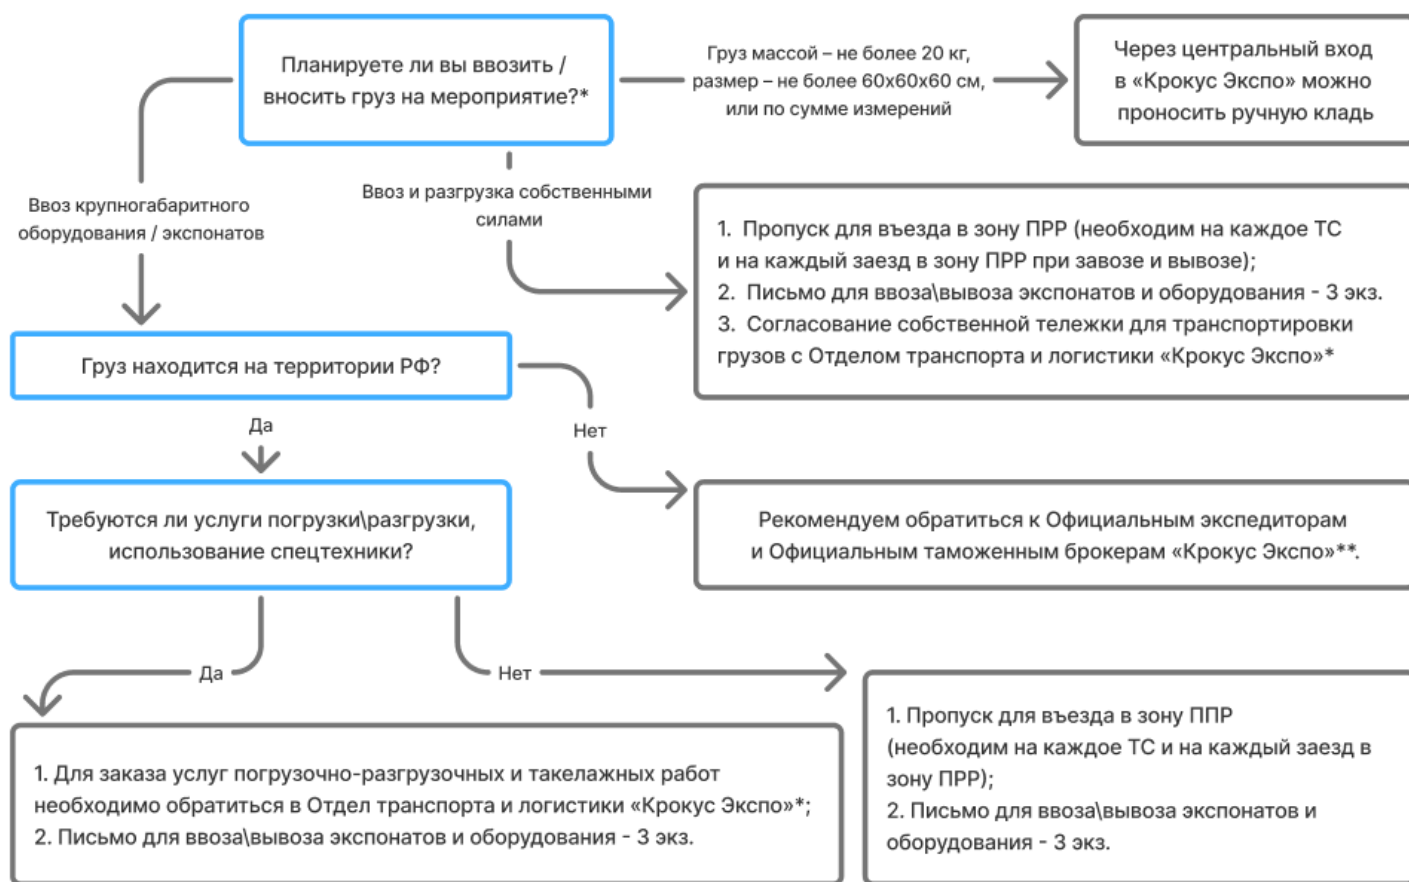 Планируете ли вы ввозить /
вносить груз на мероприятие?*
Груз массой – не более 20 кг,
размер – не более 60х60х60 см,
или по сумме измерений
Через центральный вход
в «Крокус Экспо» можно
проносить ручную кладь
Ввоз крупногабаритного
оборудования / экспонатов
Ввоз и разгрузка собственными
силами
1. Пропуск для въезда в зону ПРР (необходим на каждое ТС
и на каждый заезд в зону ПРР при завозе и вывозе);
2. Письмо для ввоза\вывоза экспонатов и оборудования - 3 экз.
3. Согласование собственной тележки для транспортировки
грузов с Отделом транспорта и логистики «Крокус Экспо»*
Груз находится на территории РФ?
Да
Нет
Требуются ли услуги погрузки\разгрузки,
использование спецтехники?
Рекомендуем обратиться к Официальным экспедиторам
и Официальным таможенным брокерам «Крокус Экспо»**.
Да
Нет
1. Для заказа услуг погрузочно-разгрузочных и такелажных работ
необходимо обратиться в Отдел транспорта и логистики «Крокус Экспо»*;
2. Письмо для ввоза\вывоза экспонатов и оборудования - 3 экз.
1. Пропуск для въезда в зону ППР
(необходим на каждое ТС и на каждый заезд в
зону ПРР);
2. Письмо для ввоза\вывоза экспонатов и
оборудования - 3 экз.